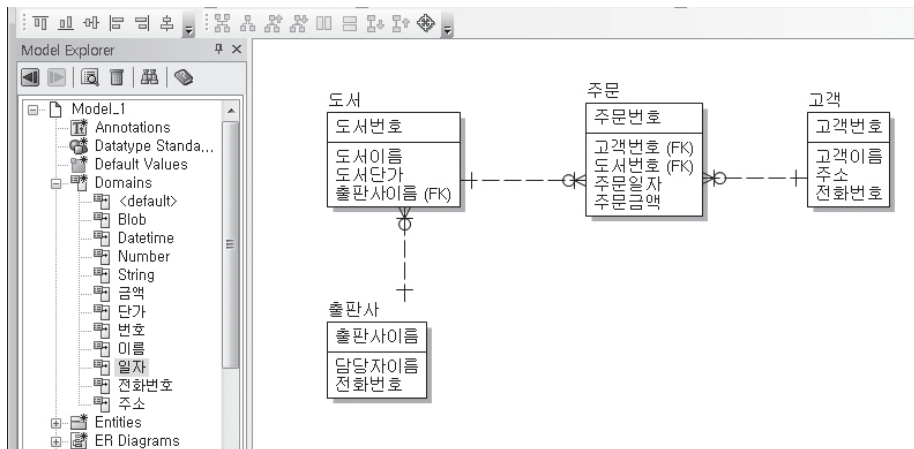 Model Explorer
Model_1
Annotations
Datatype Standa...
Default Values
Domains
<default>
Blob
Datetime
Number
String
금액
단가
번호
이름
일자
전화번호
주소
Entities
ER Diagrams
도서
도서번호
도서이름
도서단가
출판사이름 (FK)
주문
주문번호
고객번호 (FK)
도서번호 (FK)
주문일자
주문금액
고객
고객번호
고객이름
주소
전화번호
출판사
출판사이름
담당자이름
전화번호